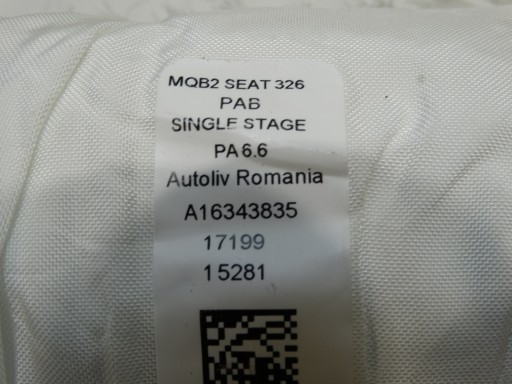 MQB2 SEAT 326
PAB
SINGLE STAGE
PA 6.6
Autoliv Romania
A16343835
17199
15281